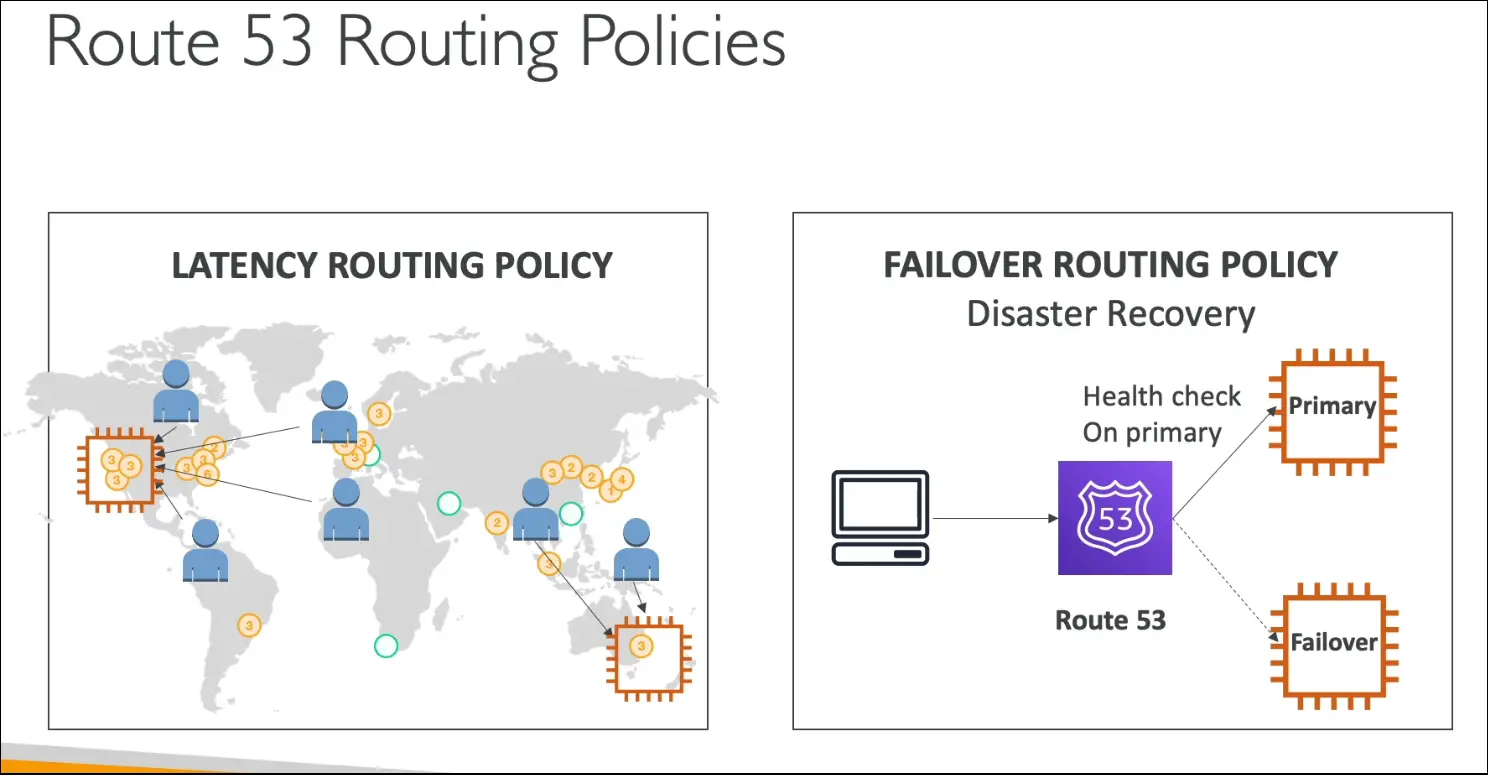 Route 53 Routing Policies
LATENCY ROUTING POLICY
3
3
3
2
3
3
6
3
3
3
3
3
2
2
4
1
2
3
3
3
FAILOVER ROUTING POLICY
Disaster Recovery
Health check
On primary
Primary
53
Route 53
Failover